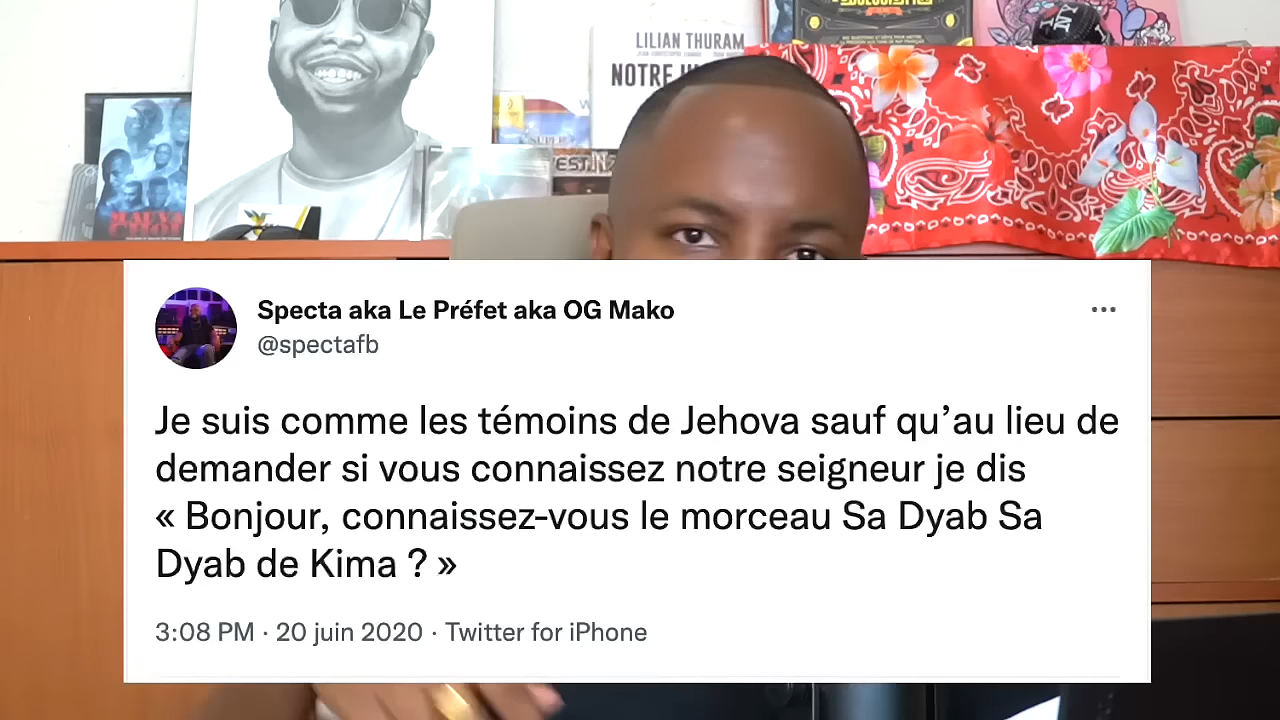 LILIAN THURAM
NOTRE
Specta aka Le Préfet aka OG Mako
@spectafb
Je suis comme les témoins de Jehova sauf qu’au lieu de
demander si vous connaissez notre seigneur je dis
« Bonjour, connaissez-vous le morceau Sa Dyab Sa
Dyab de Kima ? »
3:08 PM · 20 juin 2020 · Twitter for iPhone